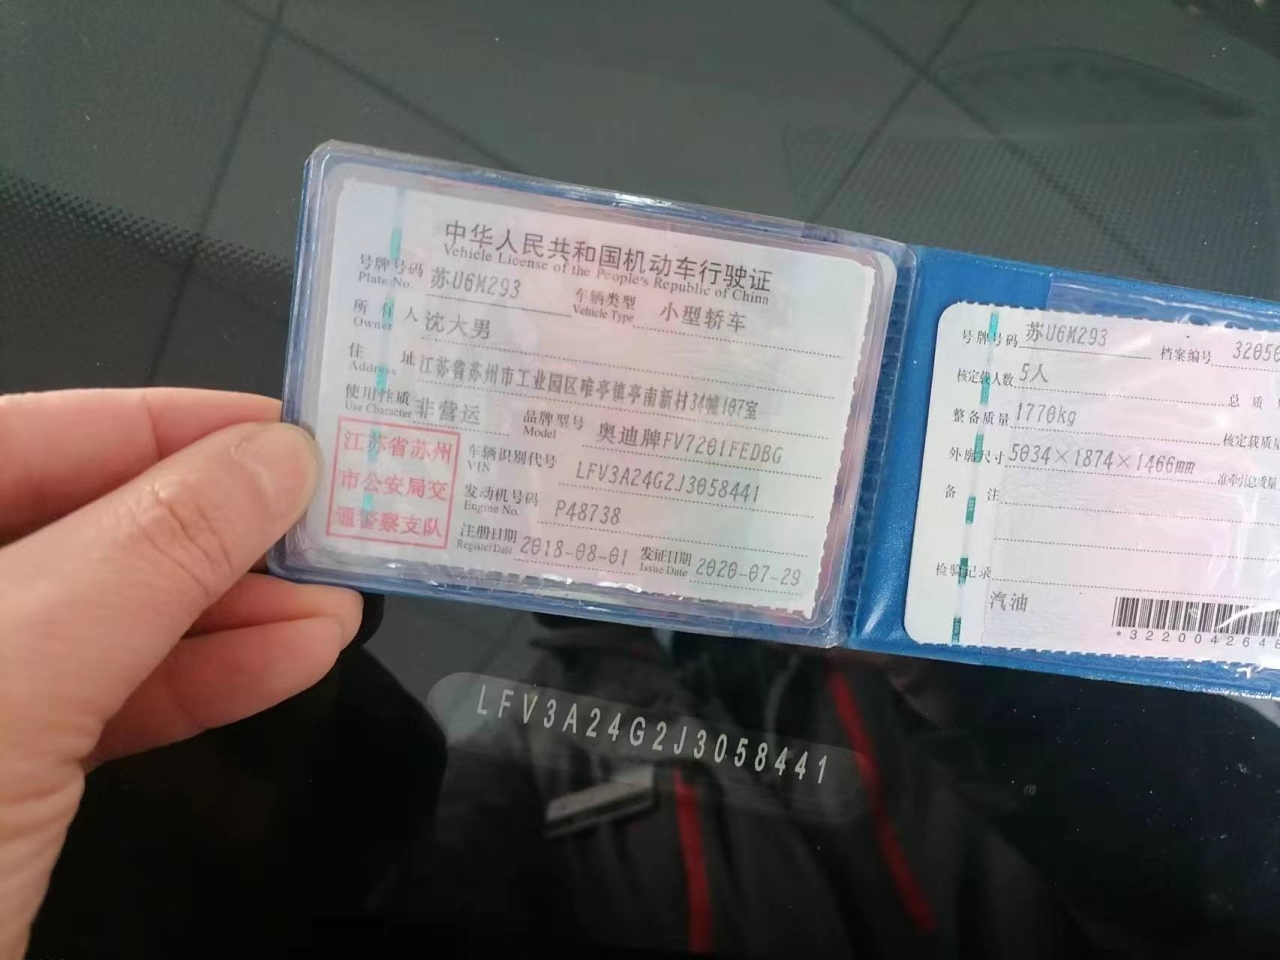 中华人民共和国机动车行驶证
Vehicle License of the People's Republic of China
号牌号码 苏U6M293 车辆类型 小型轿车
Plate No. Vehicle Type
所有人 沈大男
Owner
住址 江苏省苏州市工业园区唯亭镇亭南新村34幢107室
Address
使用性质 非营运 品牌型号 奥迪牌FV7201FEDBG
Use Character Model
江苏省苏州
市公安局交
通警察支队
车辆识别代号 LFV3A24G2J3058441
VIN
发动机号码 P48738
Engine No.
注册日期 2018-08-01 发证日期 2020-07-29
Register Date Issue Date
号牌号码 苏U6M293 档案编号 32056
核定载人数 5人 总质
整备质量 1770kg 核定载质量
外廓尺寸 5034×1874×1466mm 准牵引总质量
备注
检验记录
汽油
*322004264
LFV3A24G2J3058441